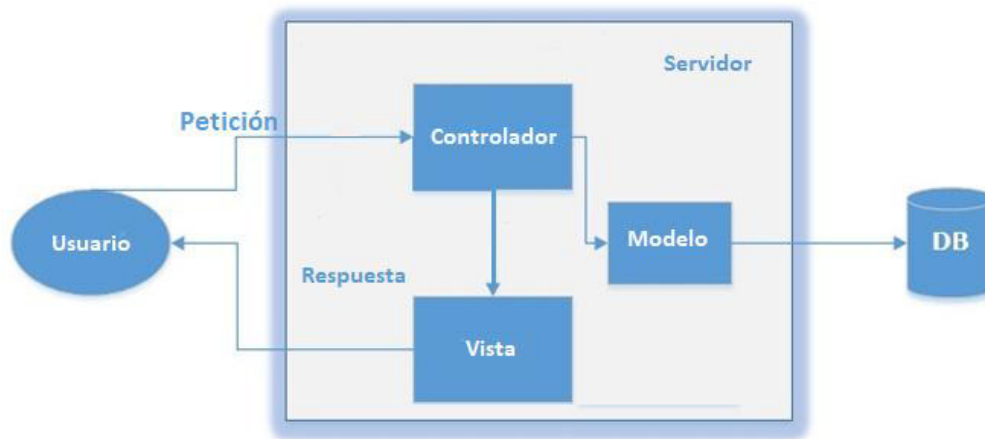 Servidor
Petición
Controlador
Usuario
Modelo
DB
Respuesta
Vista